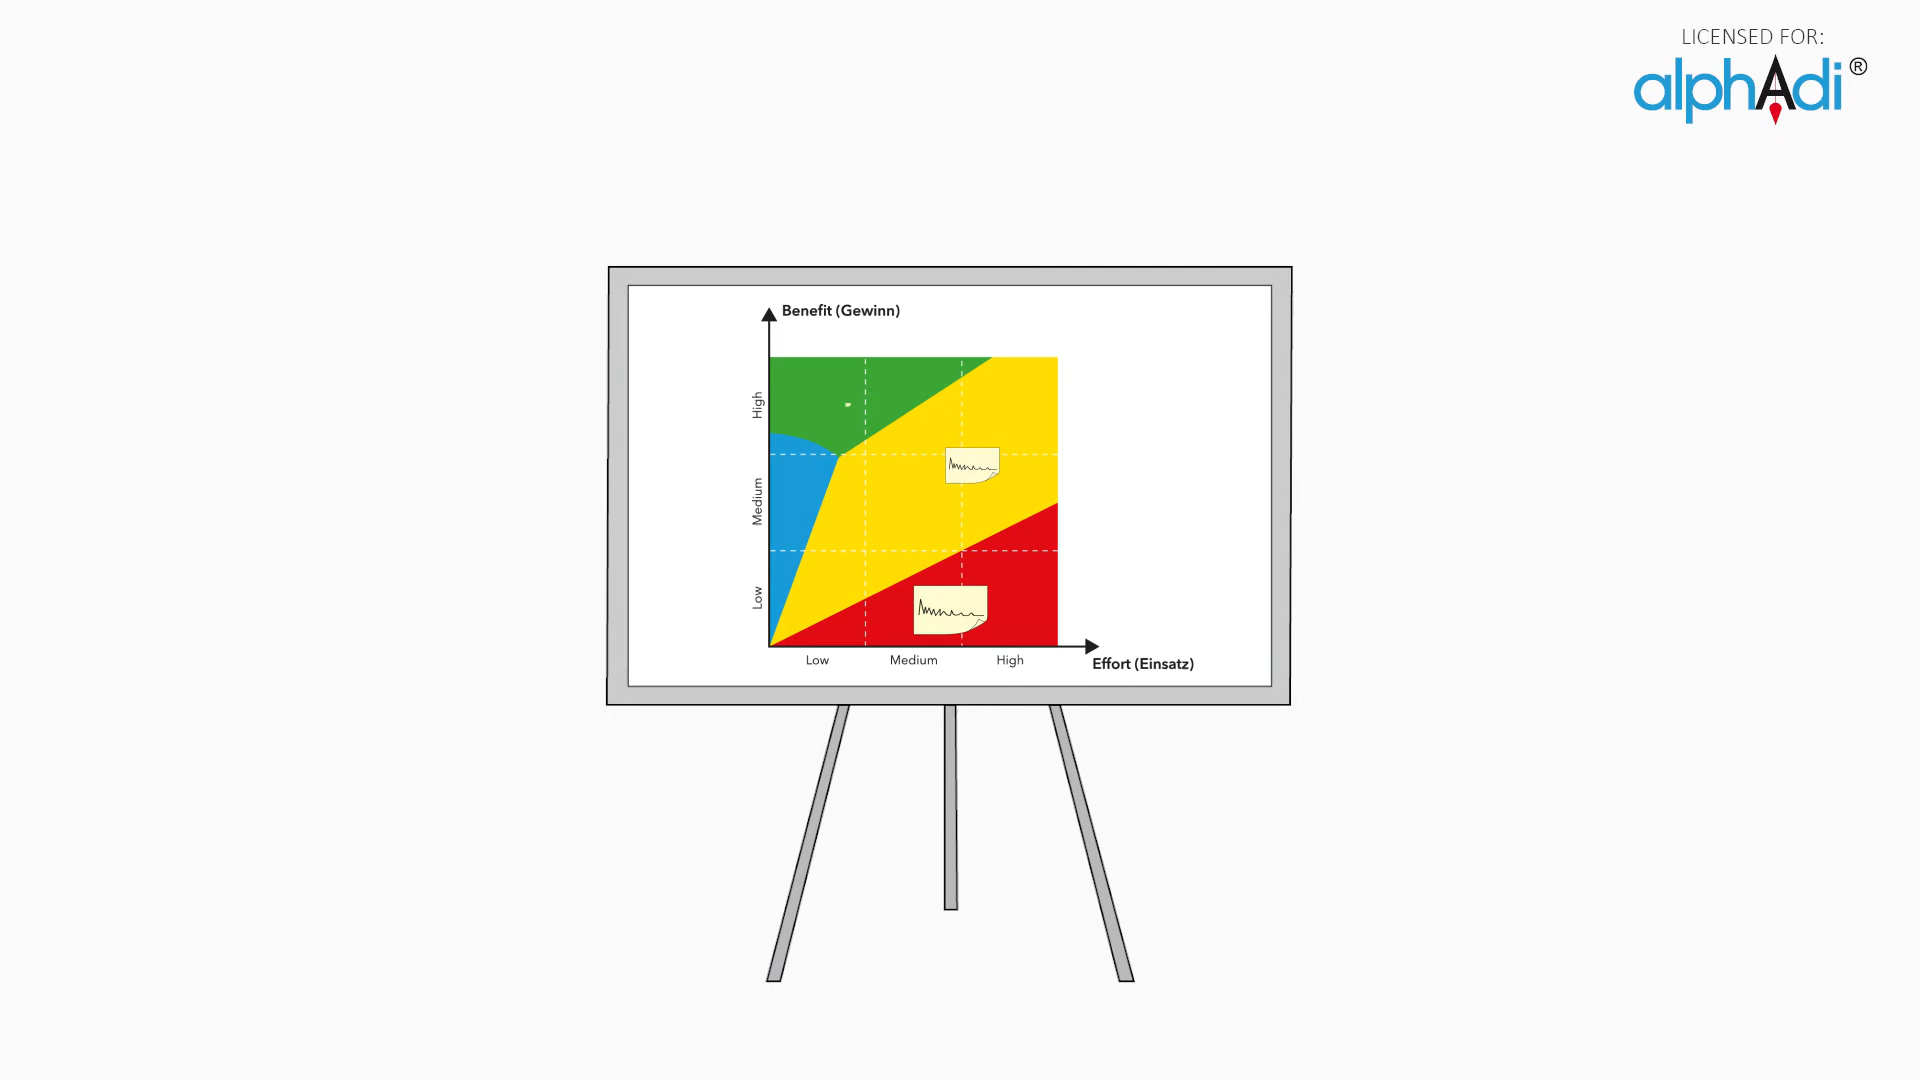 LICENSED FOR:
alphAdi®
Benefit (Gewinn)
High
Medium
Low
Low Medium High
Effort (Einsatz)